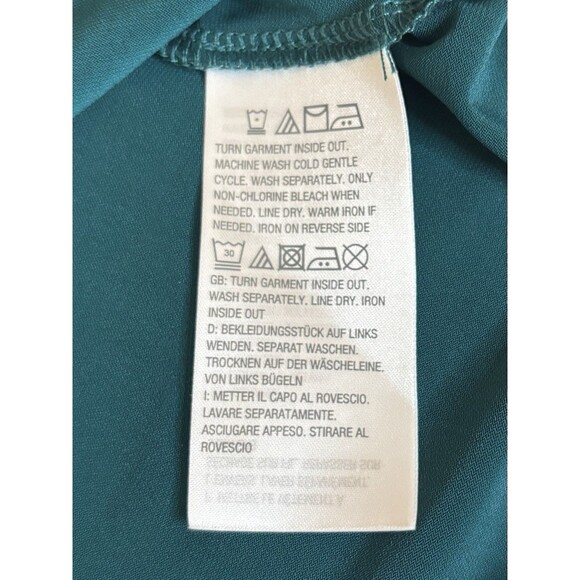 TURN GARMENT INSIDE OUT.
MACHINE WASH COLD GENTLE
CYCLE. WASH SEPARATELY. ONLY
NON-CHLORINE BLEACH WHEN
NEEDED. LINE DRY. WARM IRON IF
NEEDED. IRON ON REVERSE SIDE
30
GB: TURN GARMENT INSIDE OUT.
WASH SEPARATELY. LINE DRY. IRON
INSIDE OUT
D: BEKLEIDUNGSSTÜCK AUF LINKS
WENDEN. SEPARAT WASCHEN.
TROCKNEN AUF DER WÄSCHELEINE.
VON LINKS BÜGELN
I: METTER IL CAPO AL ROVESCIO.
LAVARE SEPARATAMENTE.
ASCIUGARE APPESO. STIRARE AL
ROVESCIO